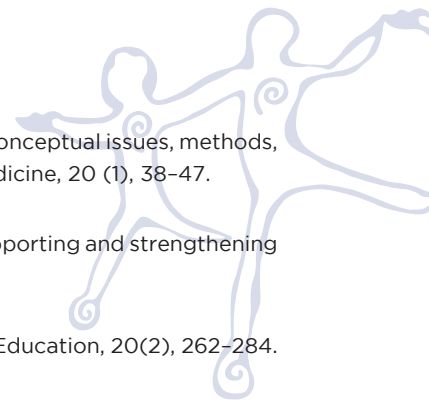 onceptual issues, methods,
dicine, 20 (1), 38–47.
pporting and strengthening
Education, 20(2), 262–284.